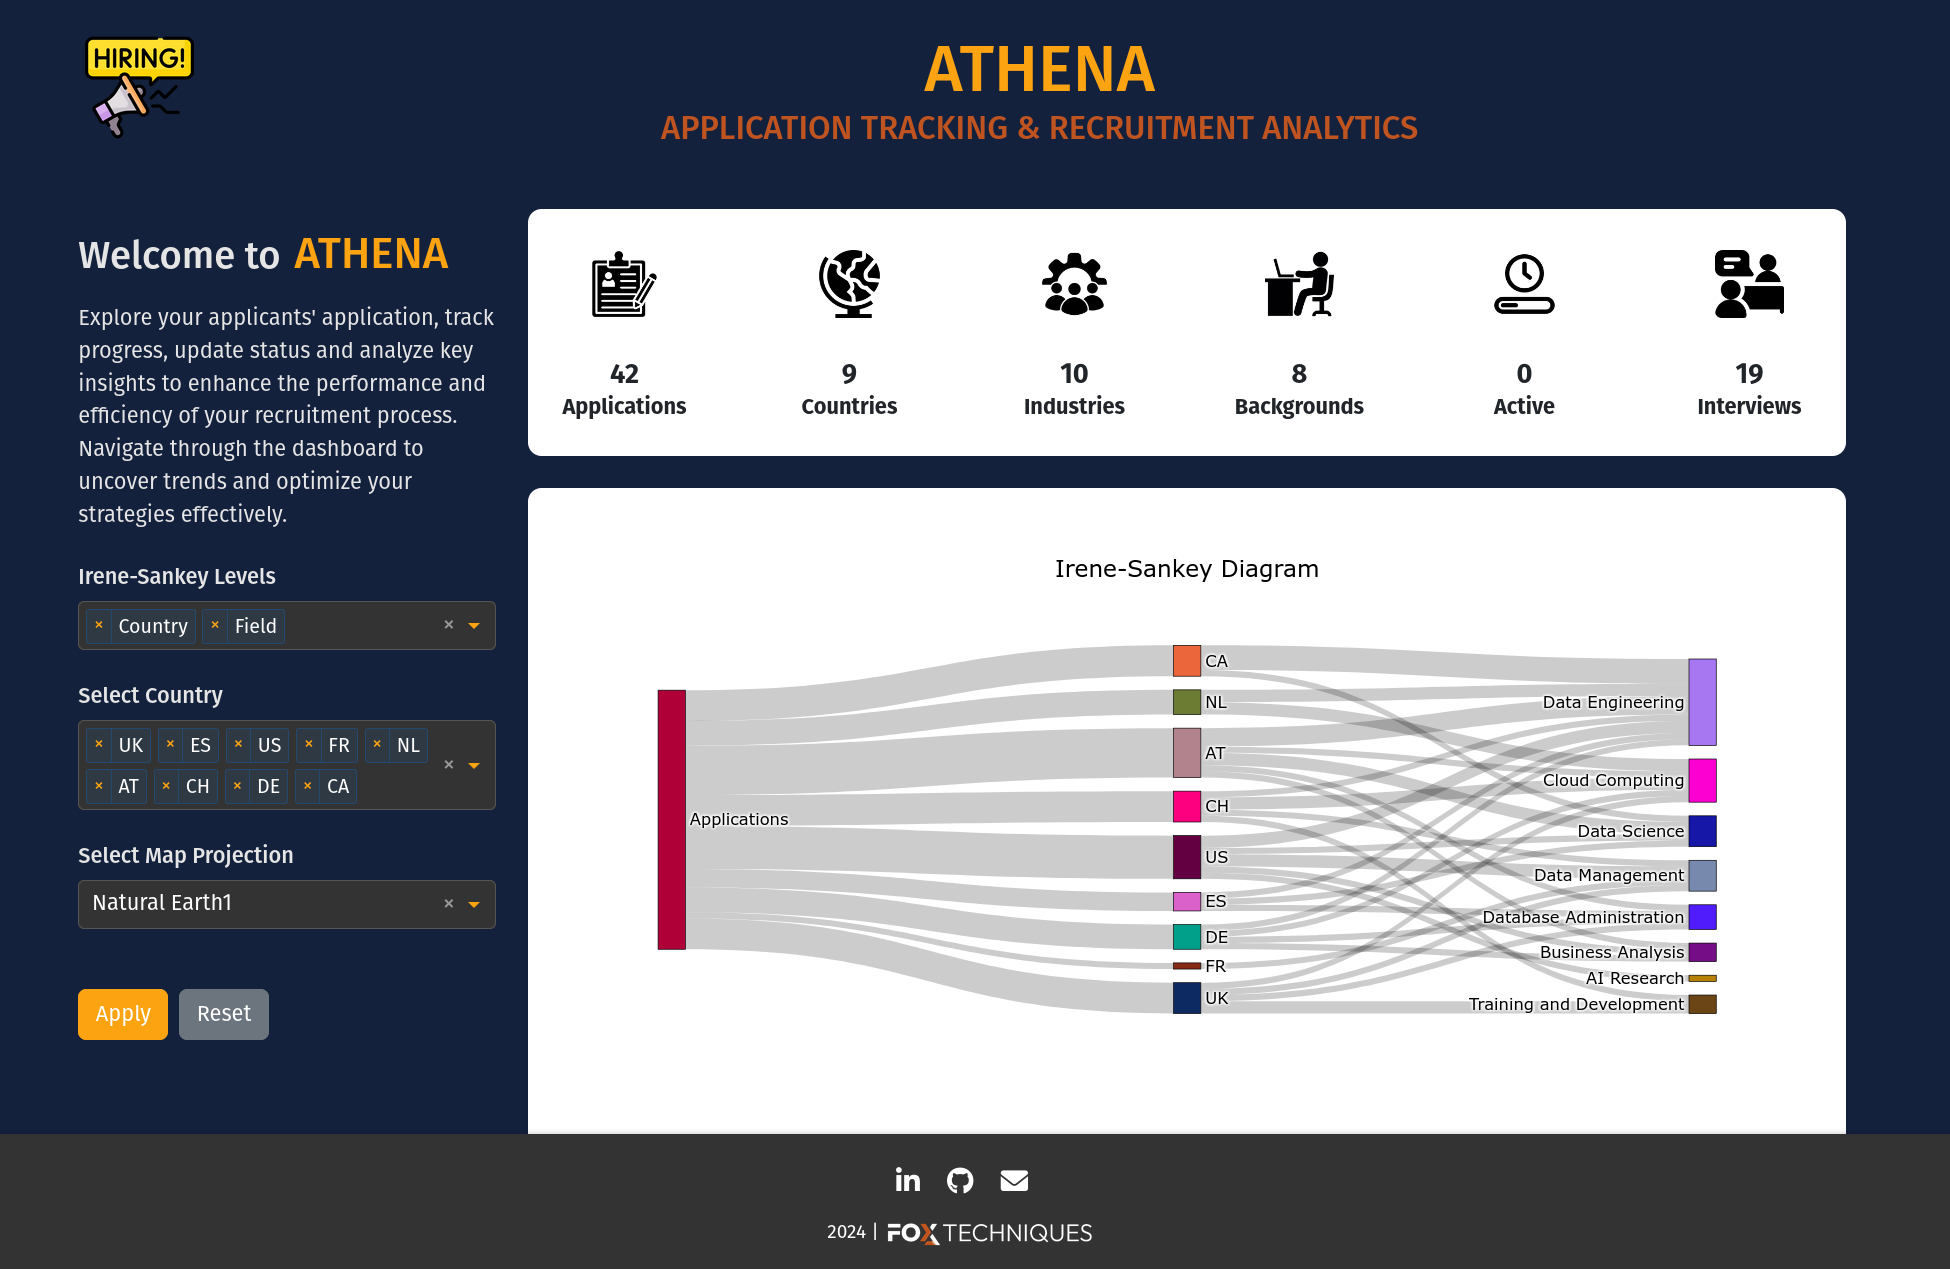 HIRING!
ATHENA
APPLICATION TRACKING & RECRUITMENT ANALYTICS
Welcome to ATHENA
Explore your applicants' application, track
progress, update status and analyze key
insights to enhance the performance and
efficiency of your recruitment process.
Navigate through the dashboard to
uncover trends and optimize your
strategies effectively.
Irene-Sankey Levels
× Country × Field ×
Select Country
× UK × ES × US × FR × NL
×
× AT × CH × DE × CA
Select Map Projection
Natural Earth1 ×
Apply Reset
42 9 10 8 0 19
Applications Countries Industries Backgrounds Active Interviews
Irene-Sankey Diagram
Applications
CA
NL
AT
CH
US
ES
DE
FR
UK
Data Engineering
Cloud Computing
Data Science
Data Management
Database Administration
Business Analysis
AI Research
Training and Development
in
2024 | FOX TECHNIQUES